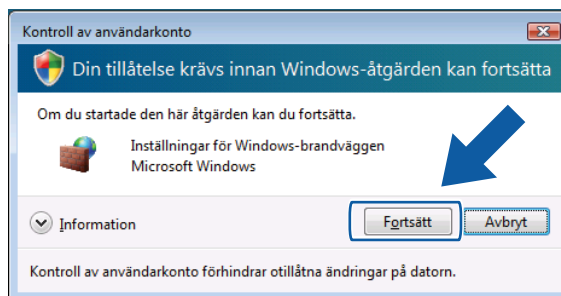 Kontroll av användarkonto
Din tillåtelse krävs innan Windows-åtgärden kan fortsätta
Om du startade den här åtgärden kan du fortsätta.
Inställningar för Windows-brandväggen
Microsoft Windows
Information
Fortsätt
Avbryt
Kontroll av användarkonto förhindrar otillåtna ändringar på datorn.